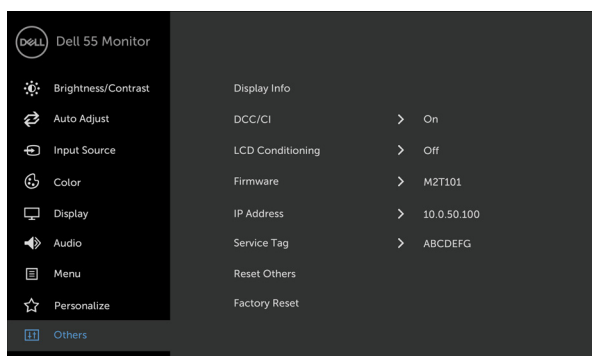 DELL Dell 55 Monitor
Brightness/Contrast
Auto Adjust
Input Source
Color
Display
Audio
Menu
Personalize
Others
Display Info
DCC/CI > On
LCD Conditioning > Off
Firmware > M2T101
IP Address > 10.0.50.100
Service Tag > ABCDEFG
Reset Others
Factory Reset